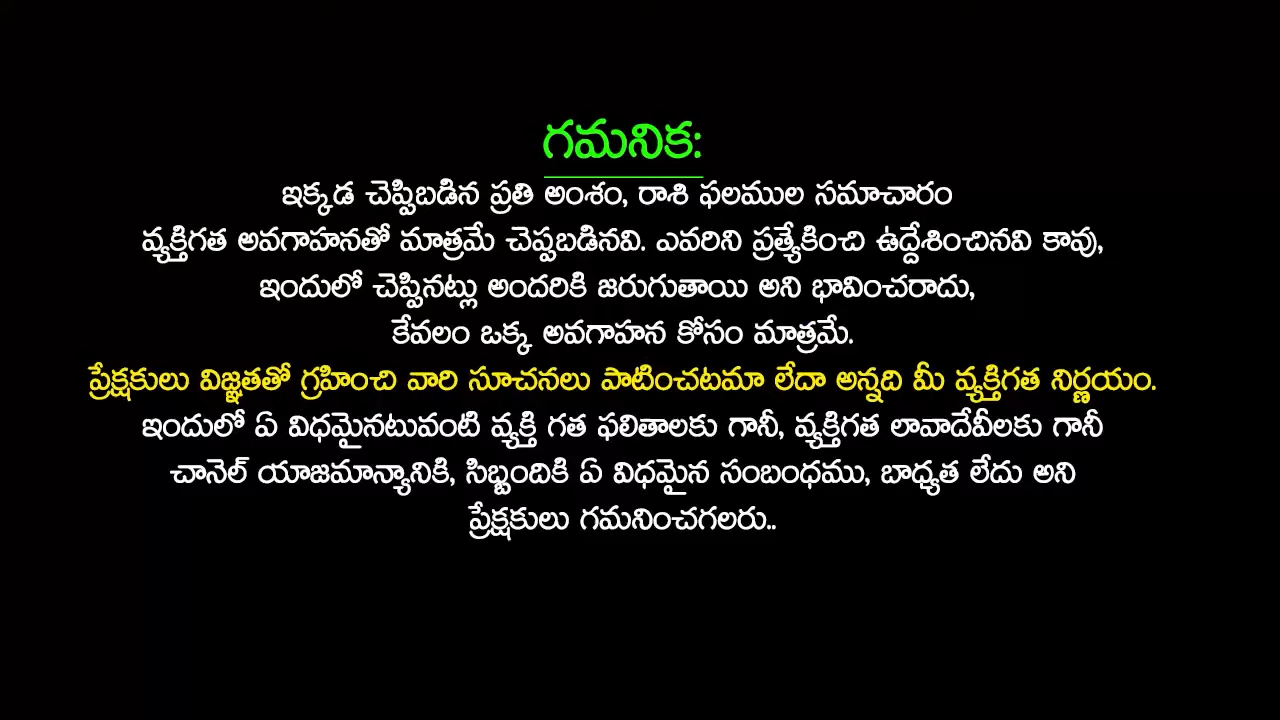 గమనిక:
ఇక్కడ చెప్పిబడిన ప్రతి అంశం, రాశి ఫలముల సమాచారం
వ్యక్తిగత అవగాహనతో మాత్రమే చెప్పబడినవి. ఎవరిని ప్రత్యేకించి ఉద్దేశించినవి కావు,
ఇందులో చెప్పినట్లు అందరికి జరుగుతాయి అని భావించరాదు,
కేవలం ఒక్క అవగాహన కోసం మాత్రమే.
ప్రేక్షకులు విజ్ఞతతో గ్రహించి వారి సూచనలు పాటించటమా లేదా అన్నది మీ వ్యక్తిగత నిర్ణయం.
ఇందులో ఏ విధమైనటువంటి వ్యక్తి గత ఫలితాలకు గానీ, వ్యక్తిగత లావాదేవీలకు గానీ
చానెల్ యాజమాన్యానికి, సిబ్బందికి ఏ విధమైన సంబంధము, బాధ్యత లేదు అని
ప్రేక్షకులు గమనించగలరు..